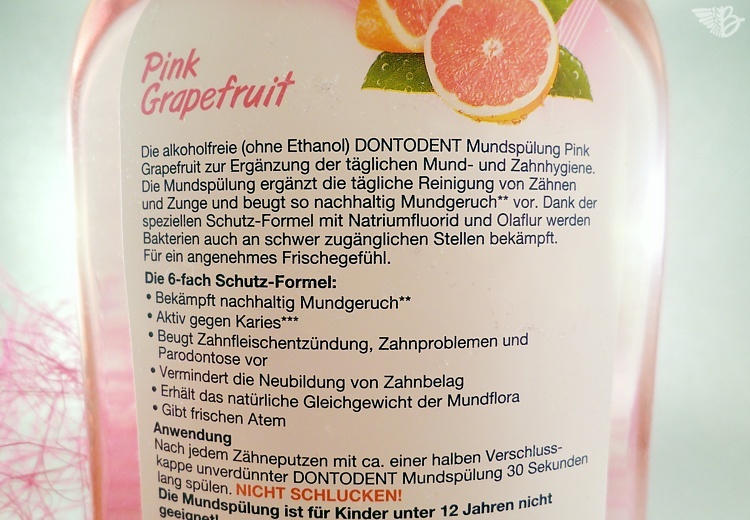 Pink
Grapefruit
Die alkoholfreie (ohne Ethanol) DONTODENT Mundspülung Pink
Grapefruit zur Ergänzung der täglichen Mund- und Zahnhygiene.
Die Mundspülung ergänzt die tägliche Reinigung von Zähnen
und Zunge und beugt so nachhaltig Mundgeruch** vor. Dank der
speziellen Schutz-Formel mit Natriumfluorid und Olaflur werden
Bakterien auch an schwer zugänglichen Stellen bekämpft.
Für ein angenehmes Frischegefühl.
Die 6-fach Schutz-Formel:
• Bekämpft nachhaltig Mundgeruch**
• Aktiv gegen Karies***
• Beugt Zahnfleischentzündung, Zahnproblemen und
Parodontose vor
• Vermindert die Neubildung von Zahnbelag
• Erhält das natürliche Gleichgewicht der Mundflora
• Gibt frischen Atem
Anwendung
Nach jedem Zähneputzen mit ca. einer halben Verschluss-
kappe unverdünnter DONTODENT Mundspülung 30 Sekunden
lang spülen. NICHT SCHLUCKEN!
Die Mundspülung ist für Kinder unter 12 Jahren nicht
geeignet!
B